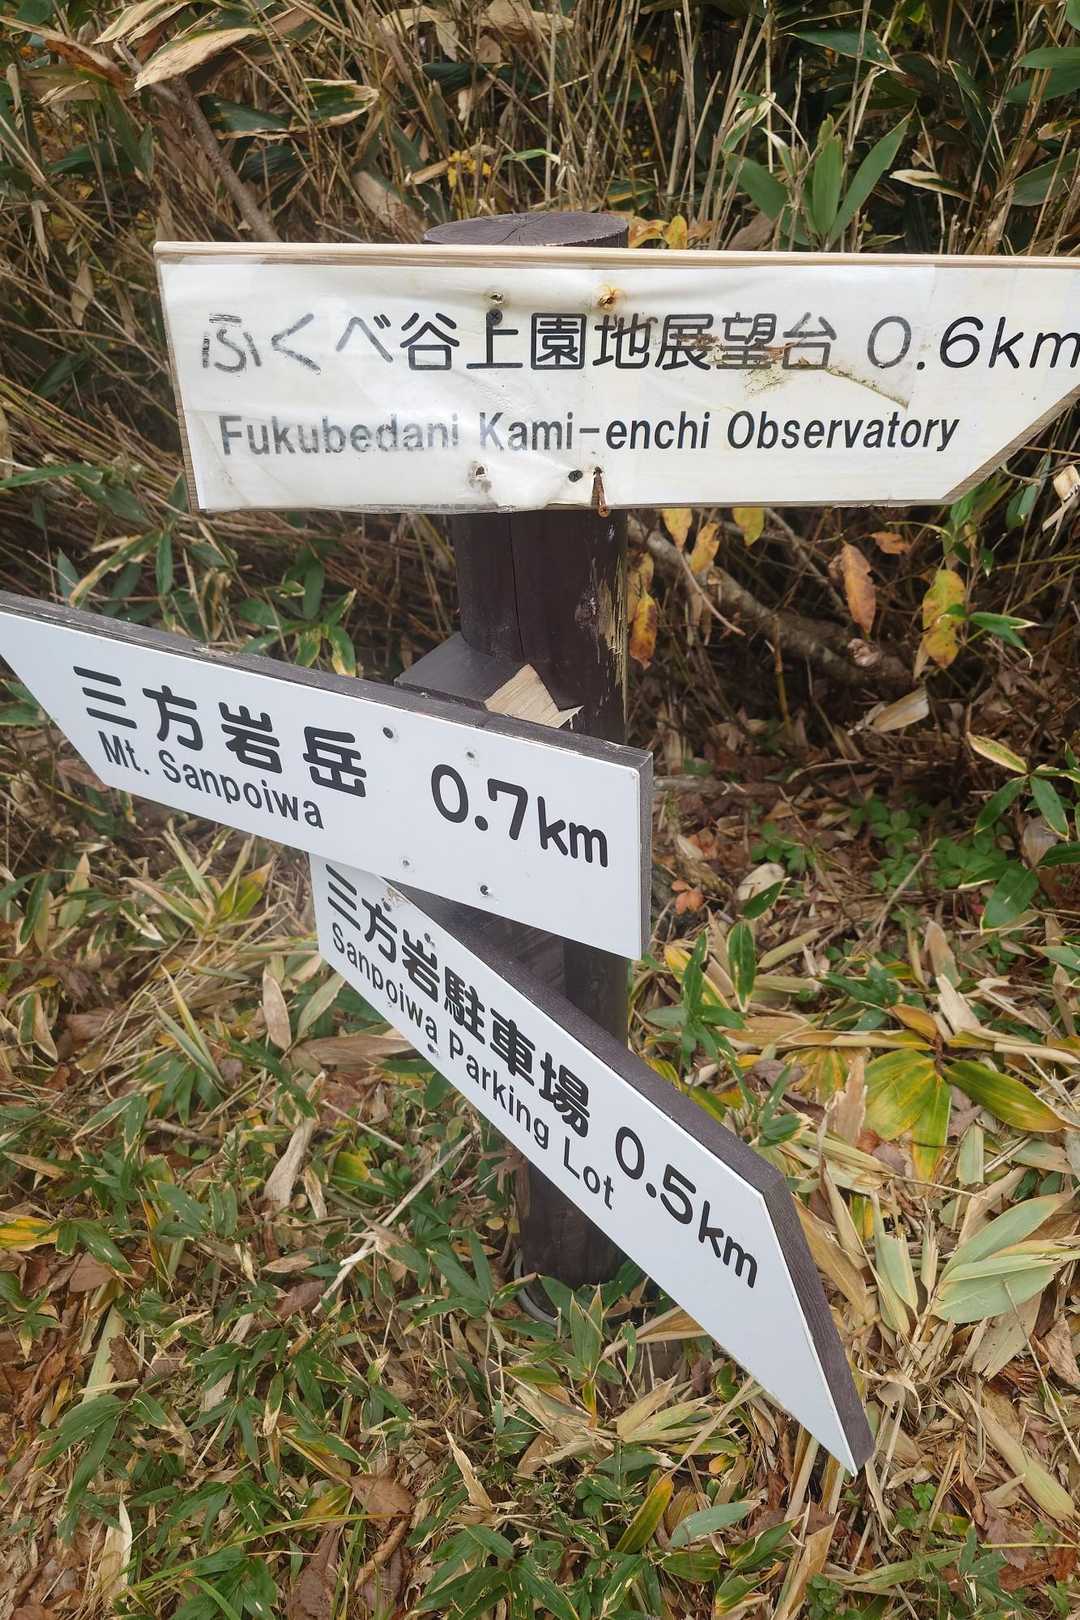 ふくべ谷上園地展望台 0.6km
Fukubedani Kami-enchi Observatory
三方岩岳 0.7km
Mt. Sanpoiwa
三方岩駐車場 0.5km
Sanpoiwa Parking Lot